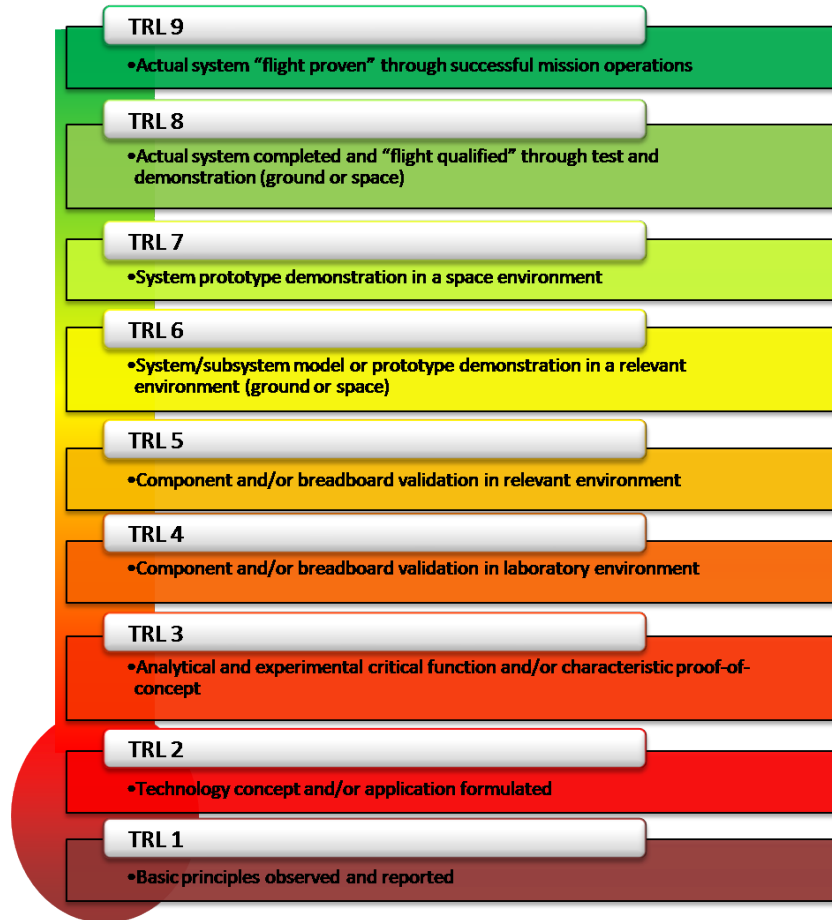 TRL 9
•Actual system “flight proven” through successful mission operations
TRL 8
•Actual system completed and “flight qualified” through test and
demonstration (ground or space)
TRL 7
•System prototype demonstration in a space environment
TRL 6
•System/subsystem model or prototype demonstration in a relevant
environment (ground or space)
TRL 5
•Component and/or breadboard validation in relevant environment
TRL 4
•Component and/or breadboard validation in laboratory environment
TRL 3
•Analytical and experimental critical function and/or characteristic proof-of-
concept
TRL 2
•Technology concept and/or application formulated
TRL 1
•Basic principles observed and reported